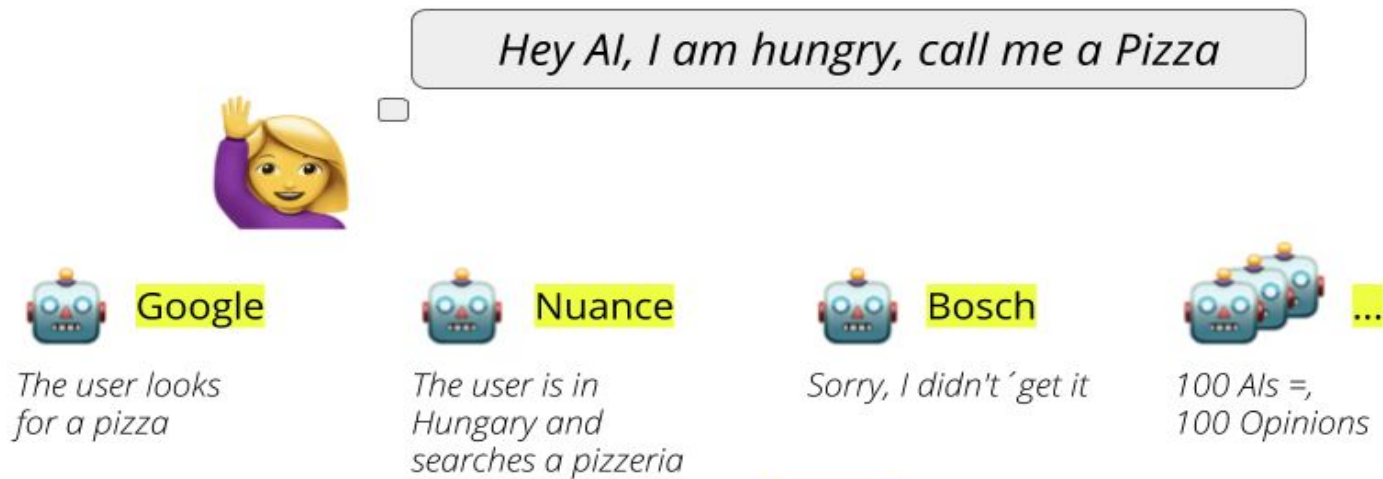 Hey AI, I am hungry, call me a Pizza
Google
Nuance
Bosch
...
The user looks
for a pizza
The user is in
Hungary and
searches a pizzeria
Sorry, I didn't ´get it
100 AIs =,
100 Opinions